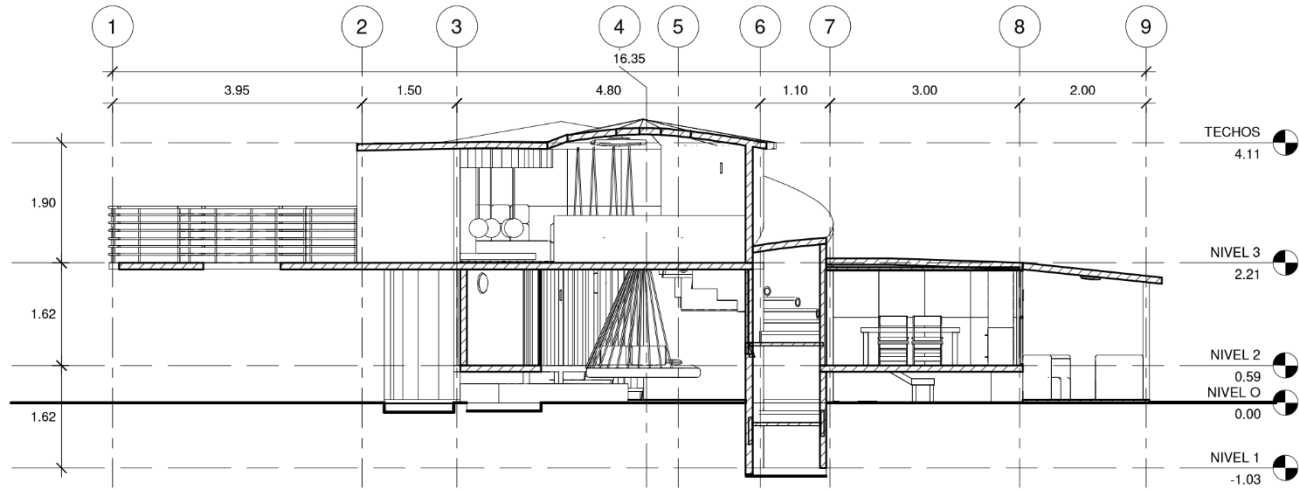 1 2 3 4 5 6 7 8 9
16.35
3.95 1.50 4.80 1.10 3.00 2.00
TECHOS
4.11
1.90
NIVEL 3
2.21
1.62
NIVEL 2
0.59
NIVEL O
0.00
1.62
NIVEL 1
-1.03